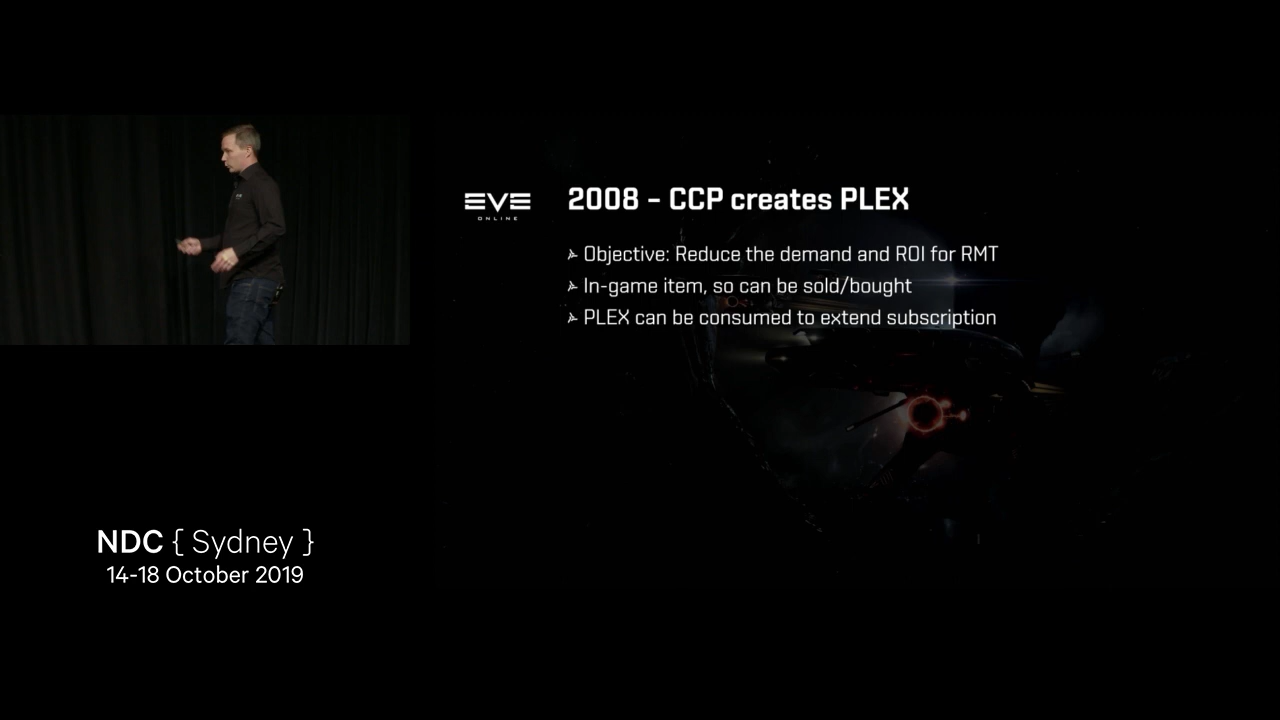 EVE
ONLINE
2008 - CCP creates PLEX
Objective: Reduce the demand and ROI for RMT
In-game item, so can be sold/bought
PLEX can be consumed to extend subscription
NDC { Sydney }
14-18 October 2019